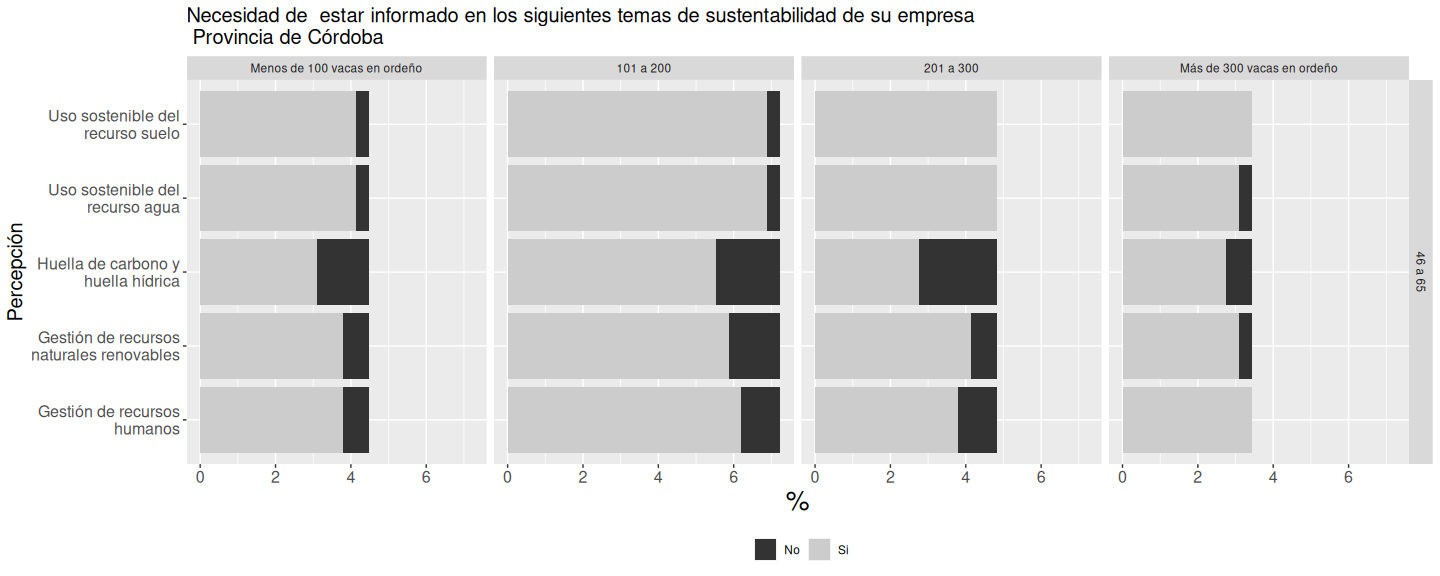 Necesidad de  estar informado en los siguientes temas de sustentabilidad de su empresa
Provincia de Córdoba
Menos de 100 vacas en ordeño
101 a 200
201 a 300
Más de 300 vacas en ordeño
Percepción
Uso sostenible del
recurso suelo
Uso sostenible del
recurso agua
Huella de carbono y
huella hídrica
Gestión de recursos
naturales renovables
Gestión de recursos
humanos
46 a 65
0 2 4 6
0 2 4 6
0 2 4 6
0 2 4 6
%
No Si